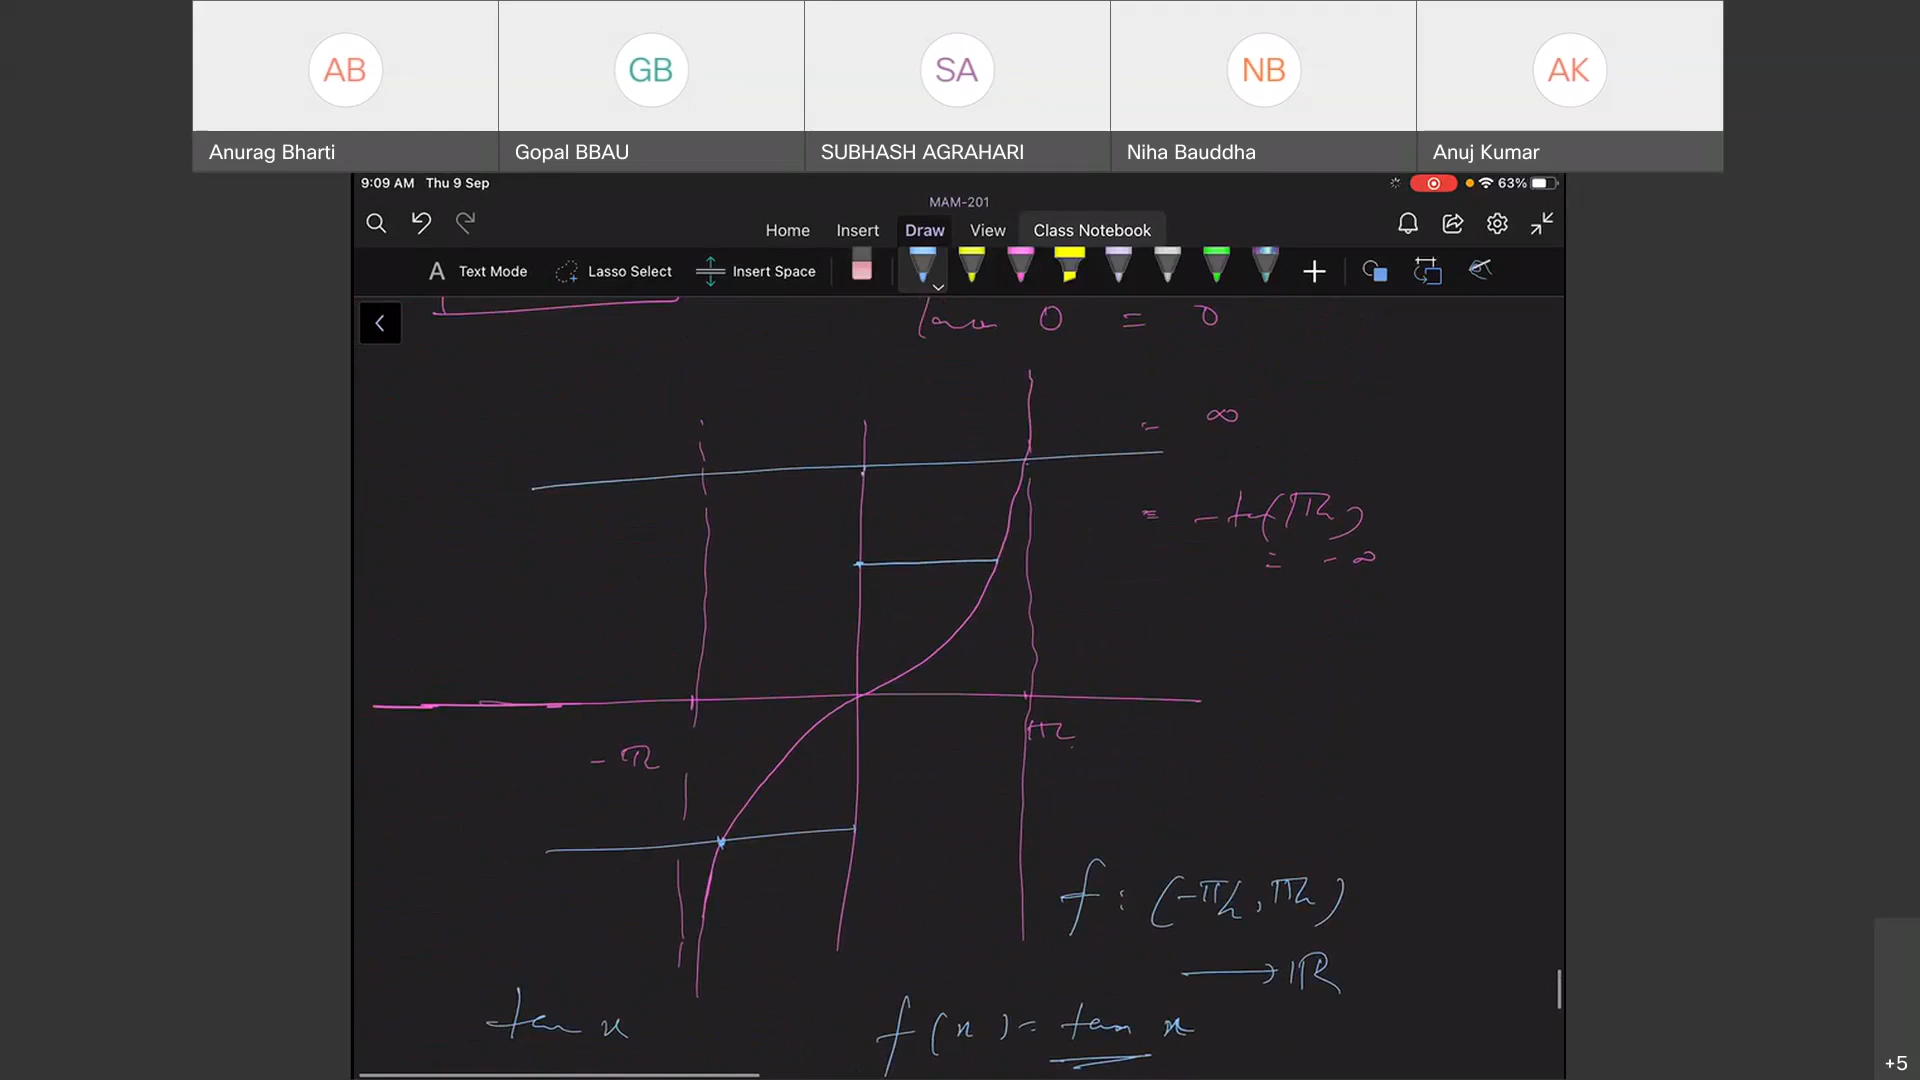 AB GB SA NB AK
Anurag Bharti Gopal BBAU SUBHASH AGRAHARI Niha Bauddha Anuj Kumar
9:09 AM Thu 9 Sep 63%
MAM-201
Home Insert Draw View Class Notebook
A Text Mode Lasso Select Insert Space
0 = 0
= ∞
= - tan(π/2)
= - ∞
π/2
- π/2
f : (-π/2, π/2)
→ ℝ
tan x f(x) = tan x
+5